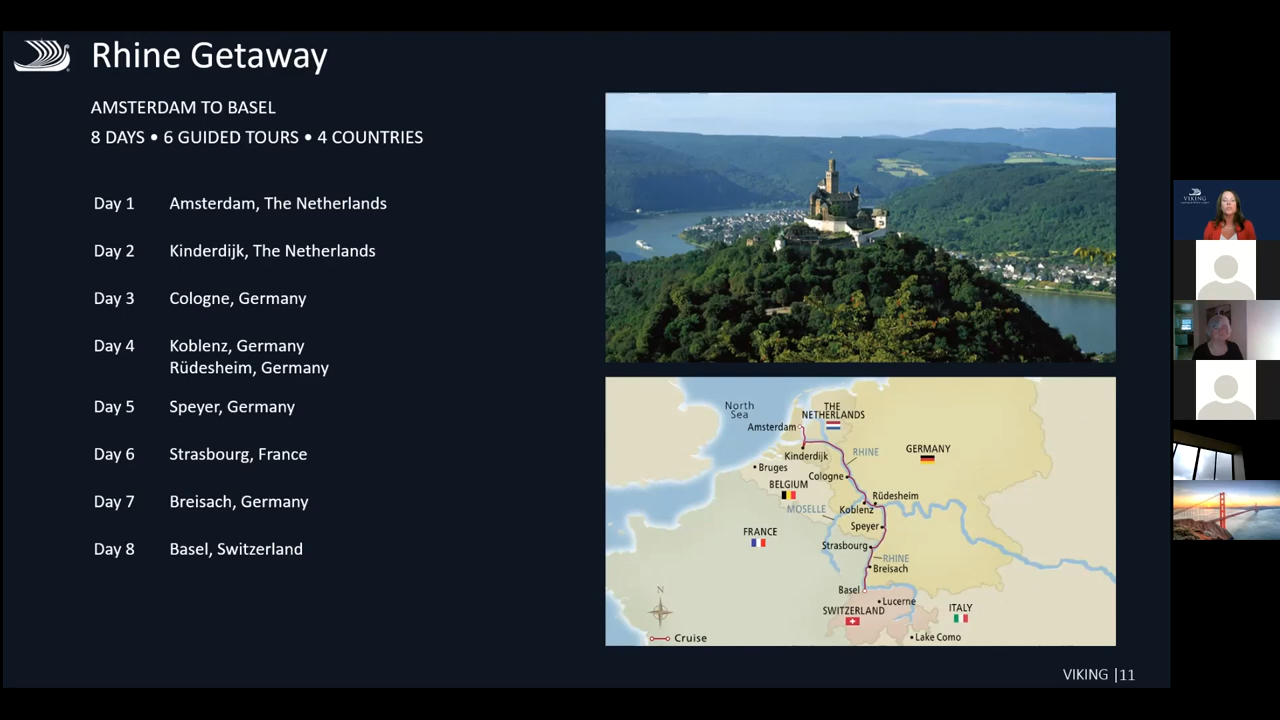 Rhine Getaway
AMSTERDAM TO BASEL
8 DAYS • 6 GUIDED TOURS • 4 COUNTRIES
Day 1 Amsterdam, The Netherlands
Day 2 Kinderdijk, The Netherlands
Day 3 Cologne, Germany
Day 4 Koblenz, Germany
Rüdesheim, Germany
Day 5 Speyer, Germany
Day 6 Strasbourg, France
Day 7 Breisach, Germany
Day 8 Basel, Switzerland
North
Sea
THE
NETHERLANDS
Amsterdam
Kinderdijk
RHINE
GERMANY
Bruges
Cologne
BELGIUM
Rüdesheim
MOSELLE
Koblenz
Speyer
FRANCE
Strasbourg
RHINE
Breisach
Basel
N
Lucerne
SWITZERLAND
ITALY
Cruise
Lake Como
VIKING |11
VIKING